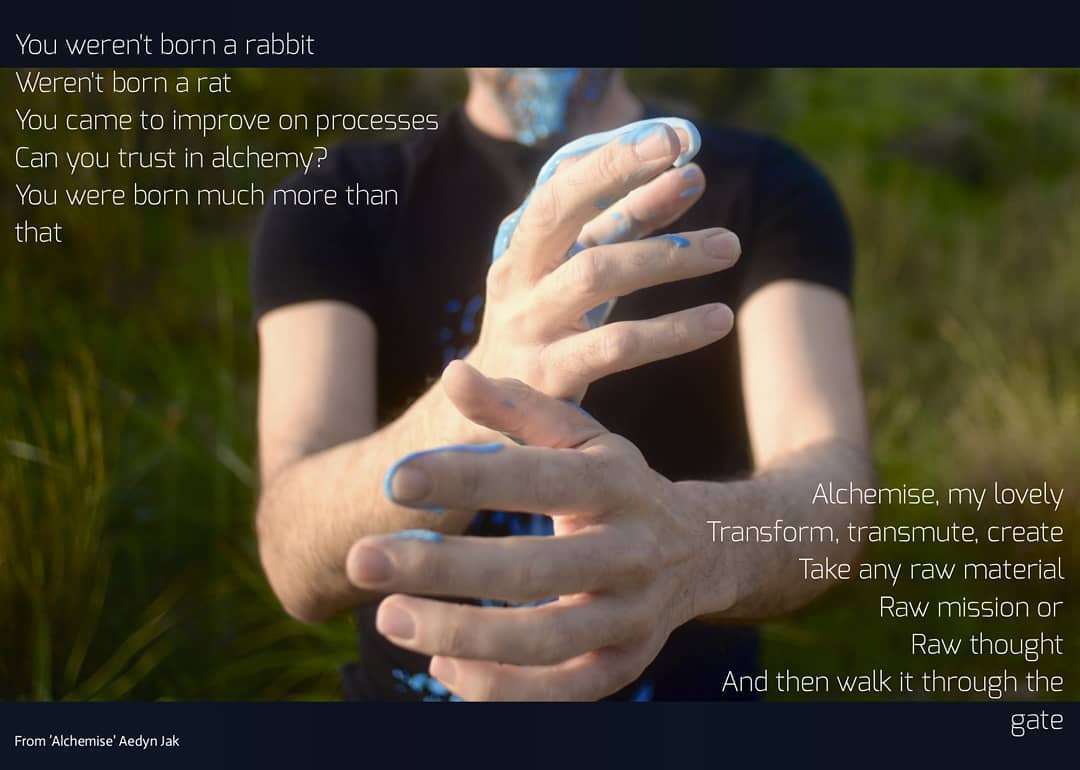 You weren't born a rabbit
Weren't born a rat
You came to improve on processes
Can you trust in alchemy?
You were born much more than
that
Alchemise, my lovely
Transform, transmute, create
Take any raw material
Raw mission or
Raw thought
And then walk it through the
gate
From 'Alchemise' Aedyn Jak